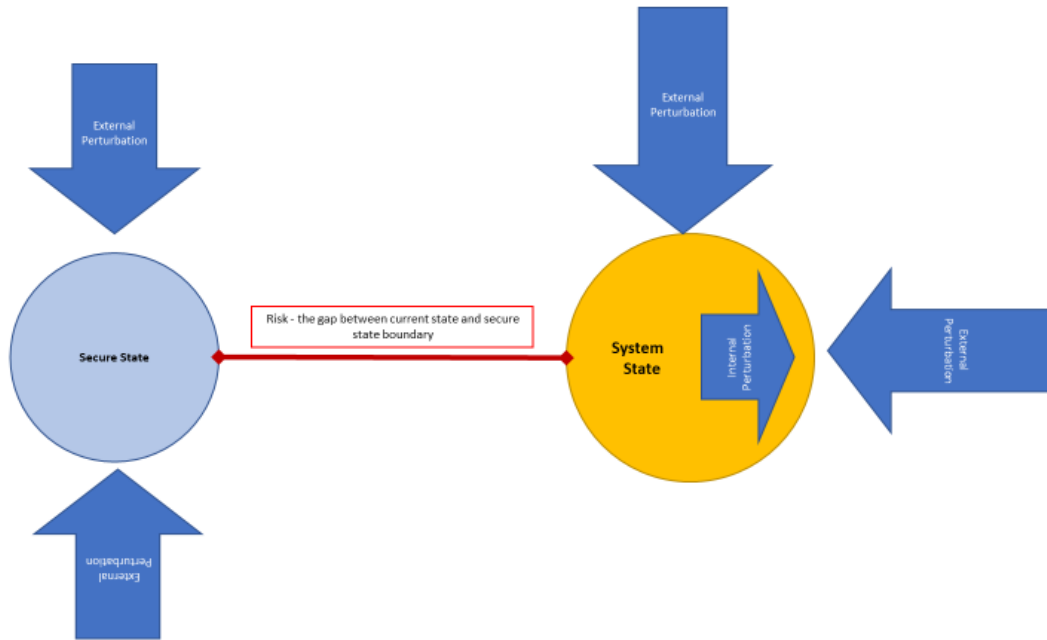 External
Perturbation
External
Perturbation
Risk - the gap between current state and secure
state boundary
Secure State
System
State
Internal
Perturbation
External
Perturbation
External
Perturbation